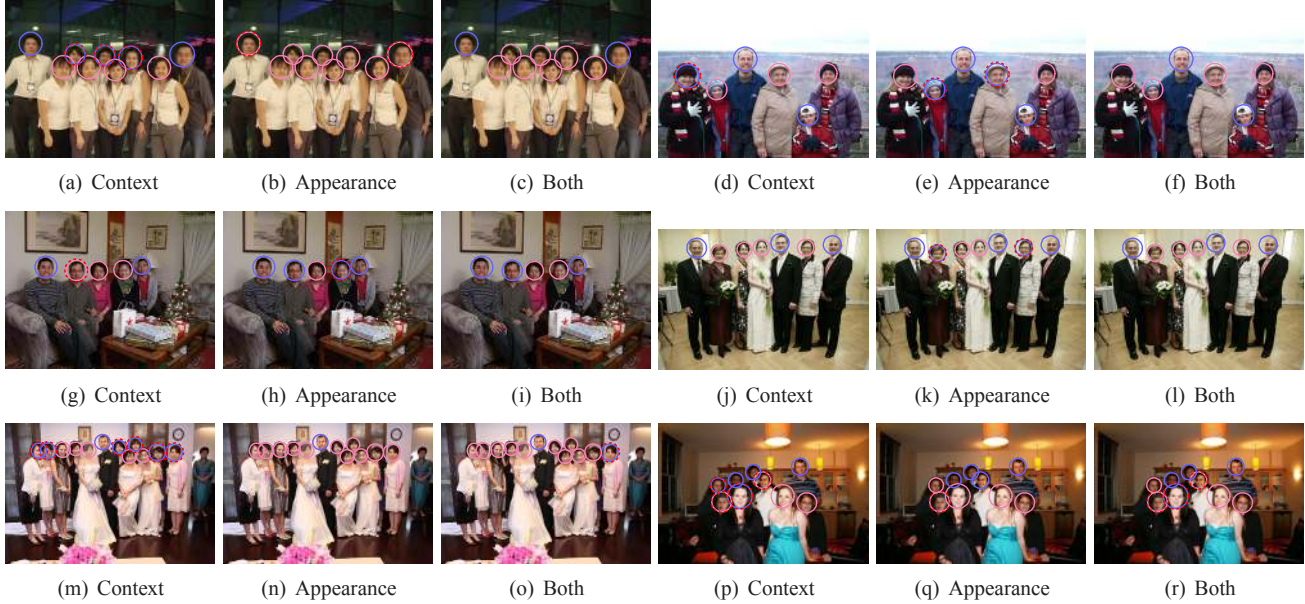 (a) Context (b) Appearance (c) Both (d) Context (e) Appearance (f) Both
(g) Context (h) Appearance (i) Both (j) Context (k) Appearance (l) Both
(m) Context (n) Appearance (o) Both (p) Context (q) Appearance (r) Both